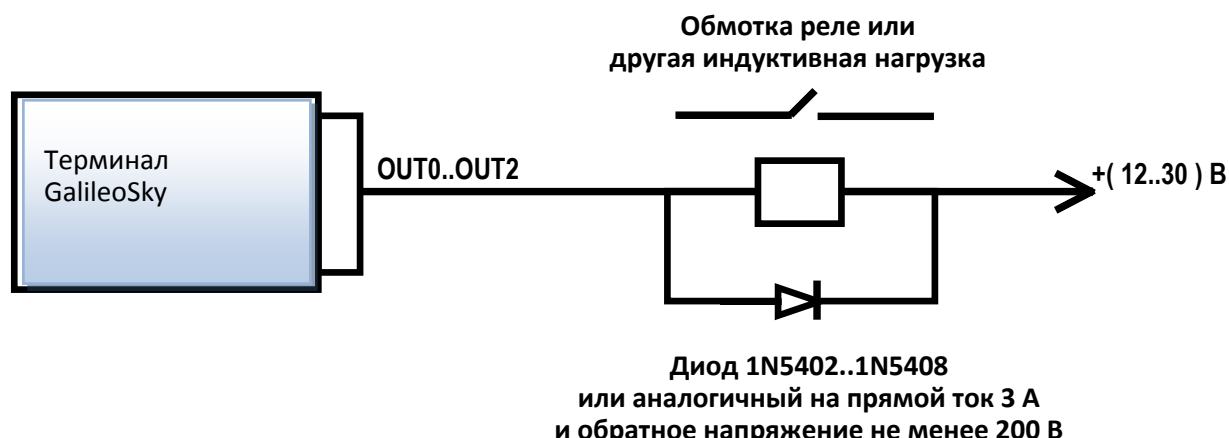 Обмотка реле или
другая индуктивная нагрузка
Терминал
GalileoSky
OUT0..OUT2
+( 12..30 ) В
Диод 1N5402..1N5408
или аналогичный на прямой ток 3 А
и обратное напряжение не менее 200 В